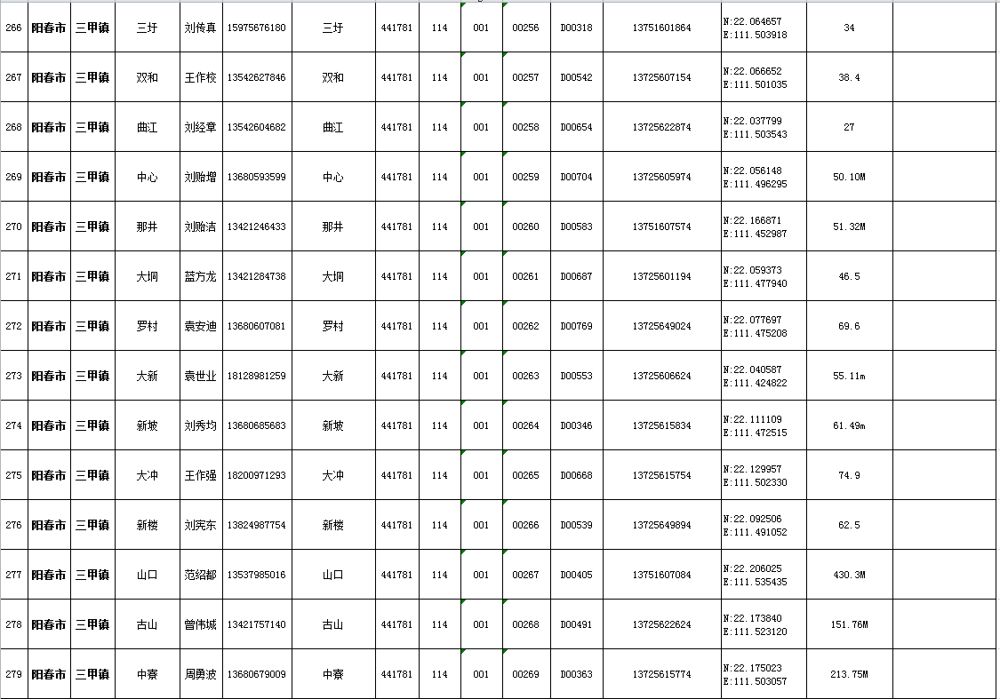 266 阳春市 三甲镇 三圩 刘传真 15975676180 三圩 441781 114 001 00256 D00318 13751601864 N:22.064657 34
E:111.503918
267 阳春市 三甲镇 双和 王作校 13542627846 双和 441781 114 001 00257 D00542 13725607154 N:22.066652 38.4
E:111.501035
268 阳春市 三甲镇 曲江 刘经章 13542604682 曲江 441781 114 001 00258 D00654 13725622874 N:22.037799 27
E:111.503543
269 阳春市 三甲镇 中心 刘贻增 13680593599 中心 441781 114 001 00259 D00704 13725605974 N:22.056148 50.10M
E:111.496295
270 阳春市 三甲镇 那井 刘贻洁 13421246433 那井 441781 114 001 00260 D00583 13751607574 N:22.166871 51.32M
E:111.452987
271 阳春市 三甲镇 大垌 蓝方龙 13421284738 大垌 441781 114 001 00261 D00687 13725601194 N:22.059373 46.5
E:111.477940
272 阳春市 三甲镇 罗村 袁安迪 13680607081 罗村 441781 114 001 00262 D00769 13725649024 N:22.077697 69.6
E:111.475208
273 阳春市 三甲镇 大新 袁世业 18128981259 大新 441781 114 001 00263 D00553 13725606624 N:22.040587 55.11m
E:111.424822
274 阳春市 三甲镇 新坡 刘秀均 13680685683 新坡 441781 114 001 00264 D00346 13725615834 N:22.111109 61.49m
E:111.472515
275 阳春市 三甲镇 大冲 王作强 18200971293 大冲 441781 114 001 00265 D00668 13725615754 N:22.129957 74.9
E:111.502330
276 阳春市 三甲镇 新楼 刘宪东 13824987754 新楼 441781 114 001 00266 D00539 13725649894 N:22.092506 62.5
E:111.491052
277 阳春市 三甲镇 山口 范绍都 13537985016 山口 441781 114 001 00267 D00405 13751607084 N:22.206025 430.3M
E:111.535435
278 阳春市 三甲镇 古山 曾伟城 13421757140 古山 441781 114 001 00268 D00491 13725622624 N:22.173840 151.76M
E:111.523120
279 阳春市 三甲镇 中寮 周勇波 13680679009 中寮 441781 114 001 00269 D00363 13725615774 N:22.175023 213.75M
E:111.503057